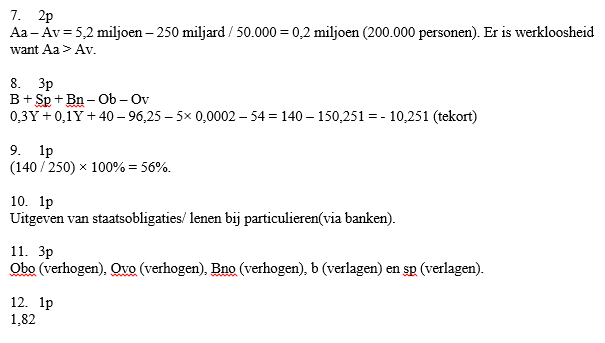 7. 2p
Aa – Av = 5,2 miljoen – 250 miljard / 50.000 = 0,2 miljoen (200.000 personen). Er is werkloosheid
want Aa > Av.
8. 3p
B + Sp + Bn – Ob – Ov
0,3Y + 0,1Y + 40 – 96,25 – 5× 0,0002 – 54 = 140 – 150,251 = - 10,251 (tekort)
9. 1p
(140 / 250) × 100% = 56%.
10. 1p
Uitgeven van staatsobligaties/ lenen bij particulieren(via banken).
11. 3p
Obo (verhogen), Ovo (verhogen), Bno (verhogen), b (verlagen) en sp (verlagen).
12. 1p
1,82